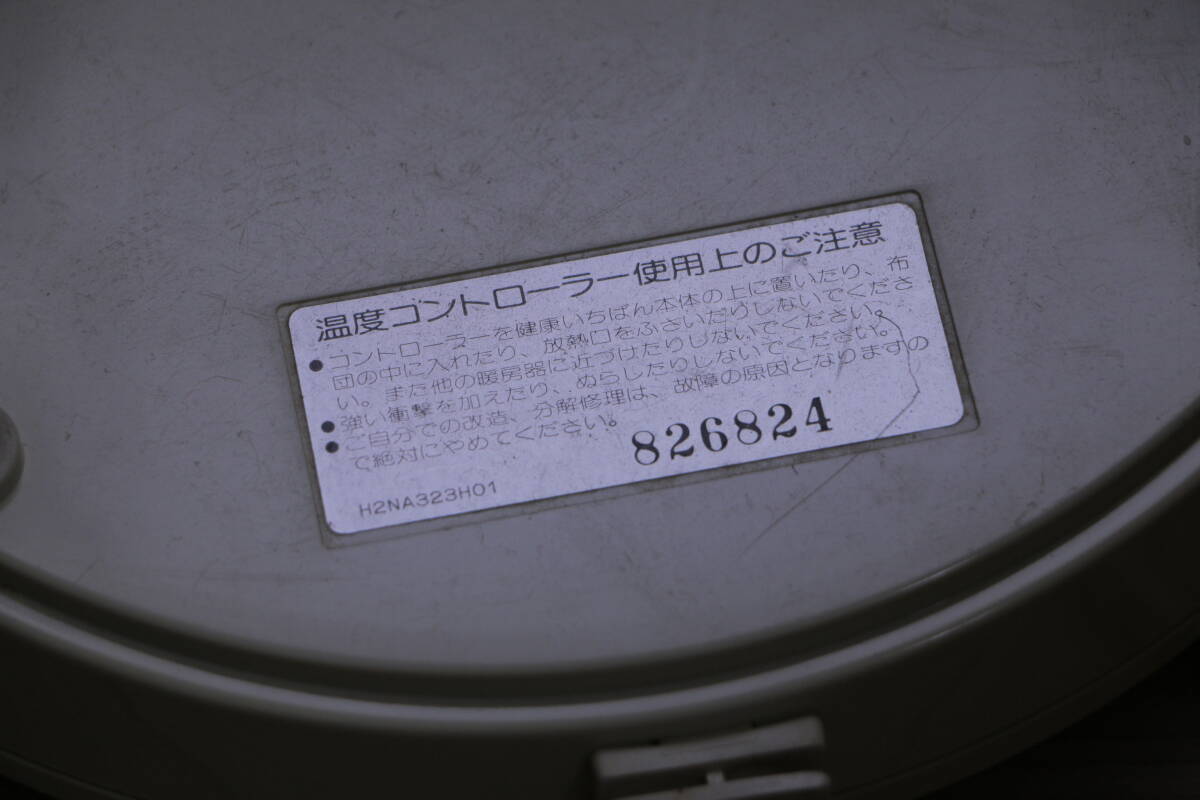 温度コントローラー使用上のご注意
●コントローラーを健康いちばん本体の上に置いたり、布
団の中に入れたり、放熱口をふさいだりしないでくださ
い。また他の暖房器に近づけたりしないでください。
●強い衝撃を加えたり、ぬらしたりしないでください。
●ご自分での改造、分解修理は、故障の原因となりますの
で絶対にやめてください。
826824
H2NA323H01